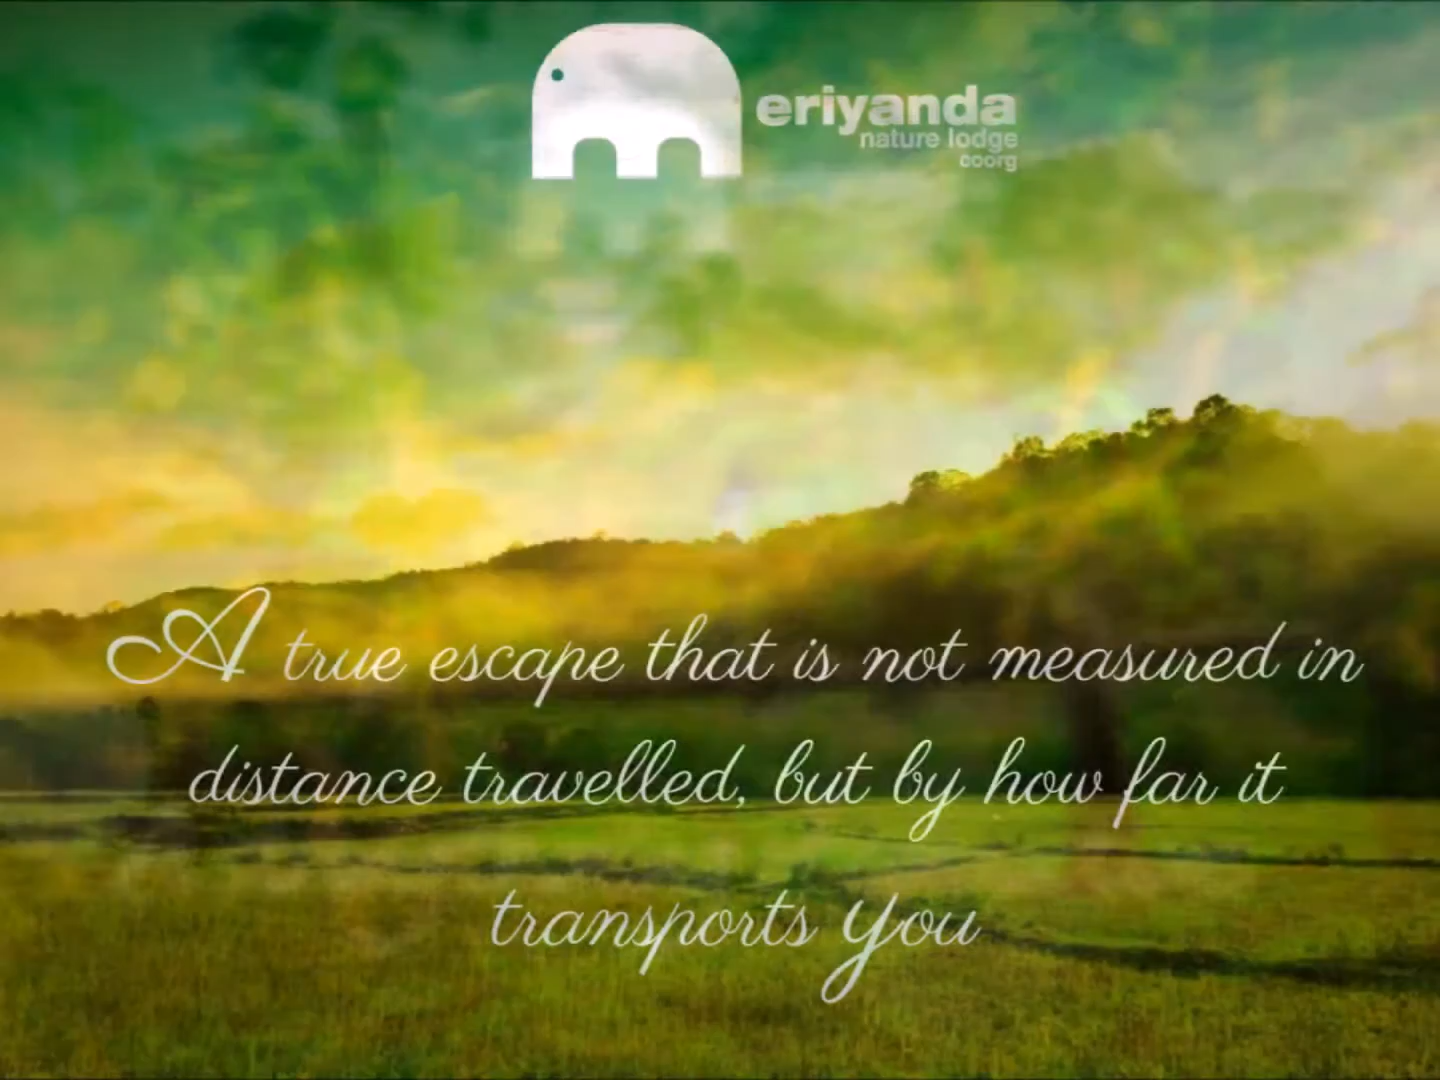 eriyanda
nature lodge
coorg
A true escape that is not measured in
distance travelled, but by how far it
transports you